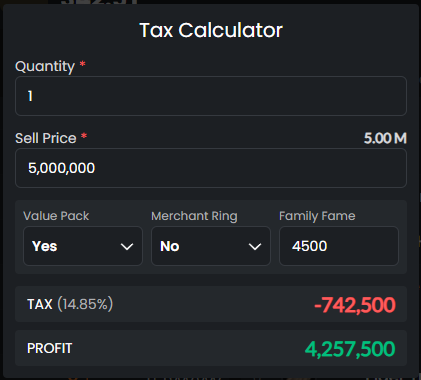 Tax Calculator
Quantity *
1
Sell Price * 5.00 M
5,000,000
Value Pack Merchant Ring Family Fame
Yes No 4500
TAX (14.85%) -742,500
PROFIT 4,257,500